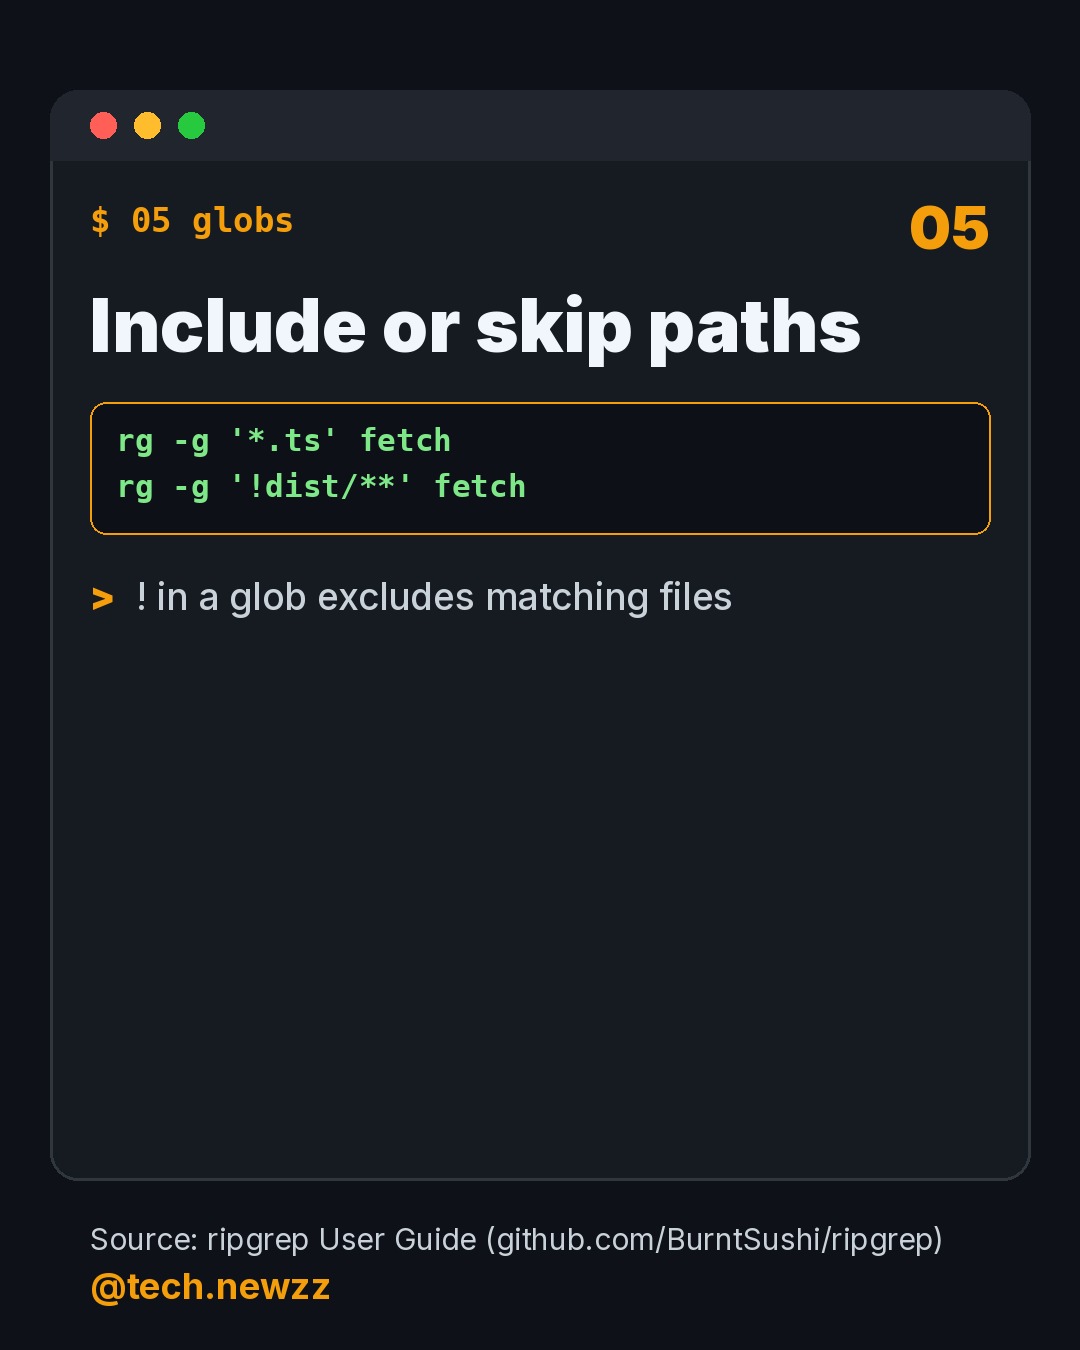 $ 05 globs
05
Include or skip paths
rg -g '*.ts' fetch
rg -g '!dist/**' fetch
> ! in a glob excludes matching files
Source: ripgrep User Guide (github.com/BurntSushi/ripgrep)
@tech.newzz